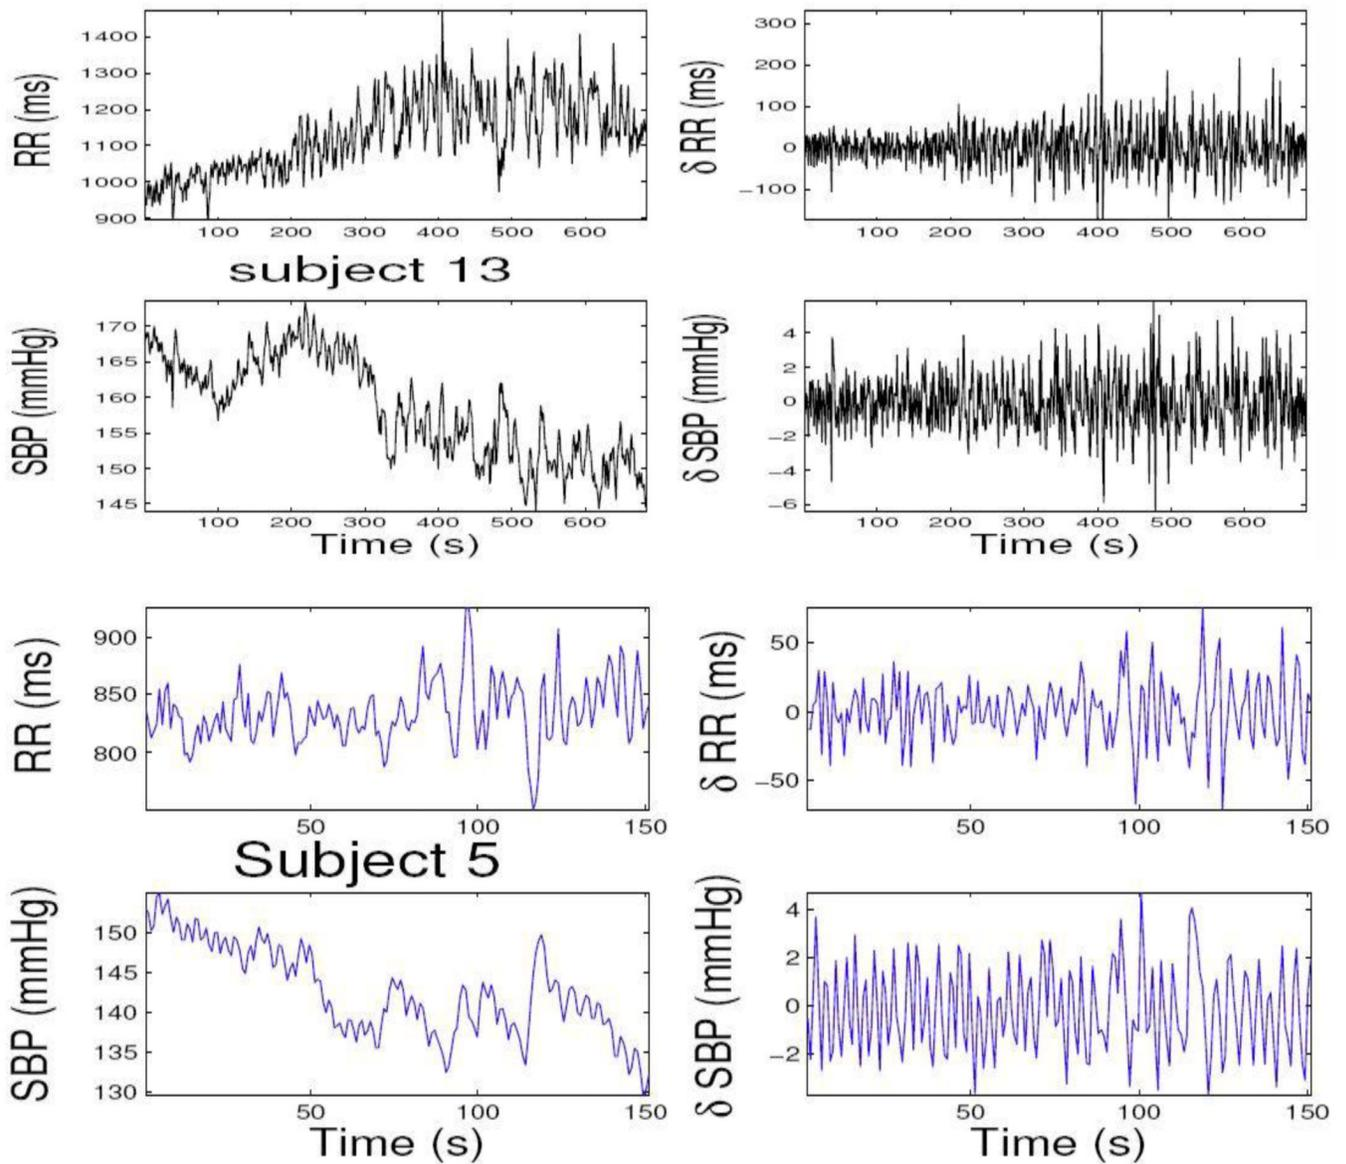 RR (ms)
1400
1300
1200
1100
1000
900
100 200 300 400 500 600
δ RR (ms)
300
200
100
0
−100
100 200 300 400 500 600
subject 13
SBP (mmHg)
170
165
160
155
150
145
100 200 300 400 500 600
Time (s)
δ SBP (mmHg)
4
2
0
−2
−4
−6
100 200 300 400 500 600
Time (s)
RR (ms)
900
850
800
50 100 150
δ RR (ms)
50
0
−50
50 100 150
Subject 5
SBP (mmHg)
150
145
140
135
130
50 100 150
Time (s)
δ SBP (mmHg)
4
2
0
−2
50 100 150
Time (s)